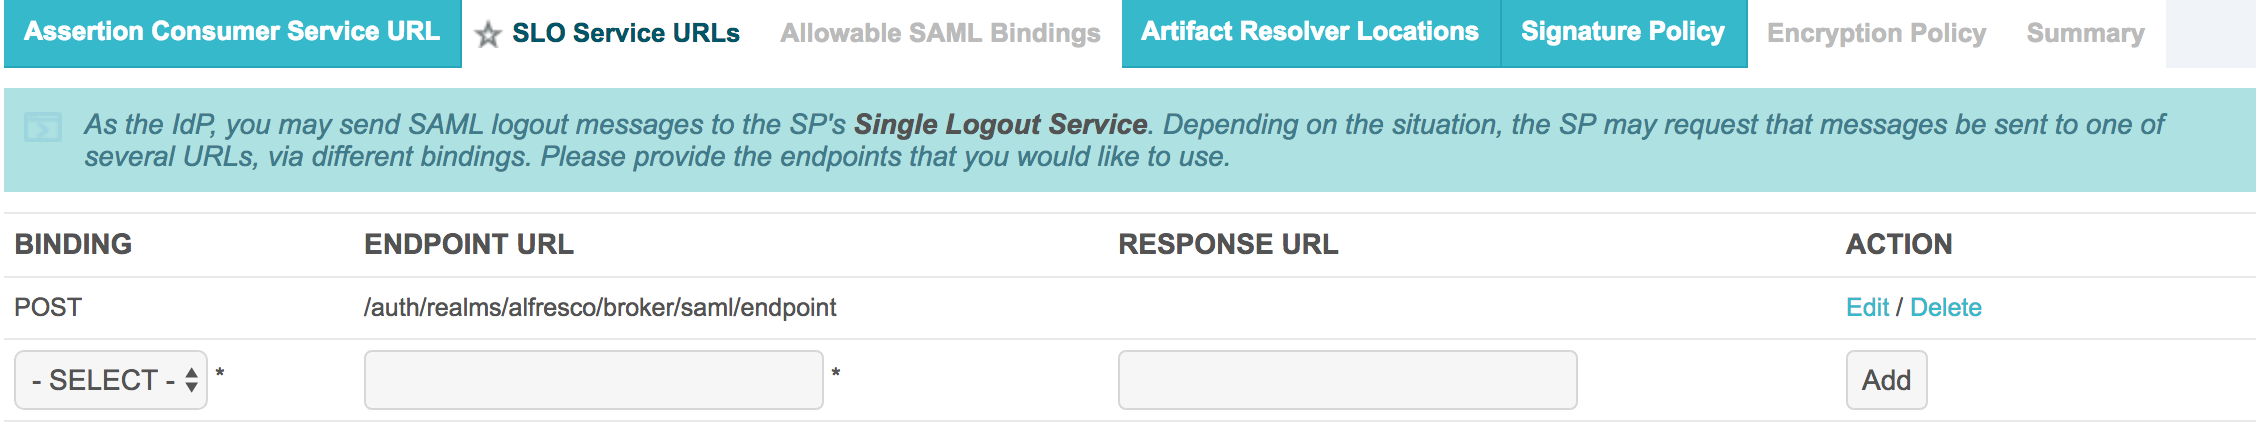 Assertion Consumer Service URL SLO Service URLs Allowable SAML Bindings Artifact Resolver Locations Signature Policy Encryption Policy Summary
As the IdP, you may send SAML logout messages to the SP's Single Logout Service. Depending on the situation, the SP may request that messages be sent to one of
several URLs, via different bindings. Please provide the endpoints that you would like to use.
BINDING ENDPOINT URL RESPONSE URL ACTION
POST /auth/realms/alfresco/broker/saml/endpoint Edit / Delete
- SELECT - * * Add